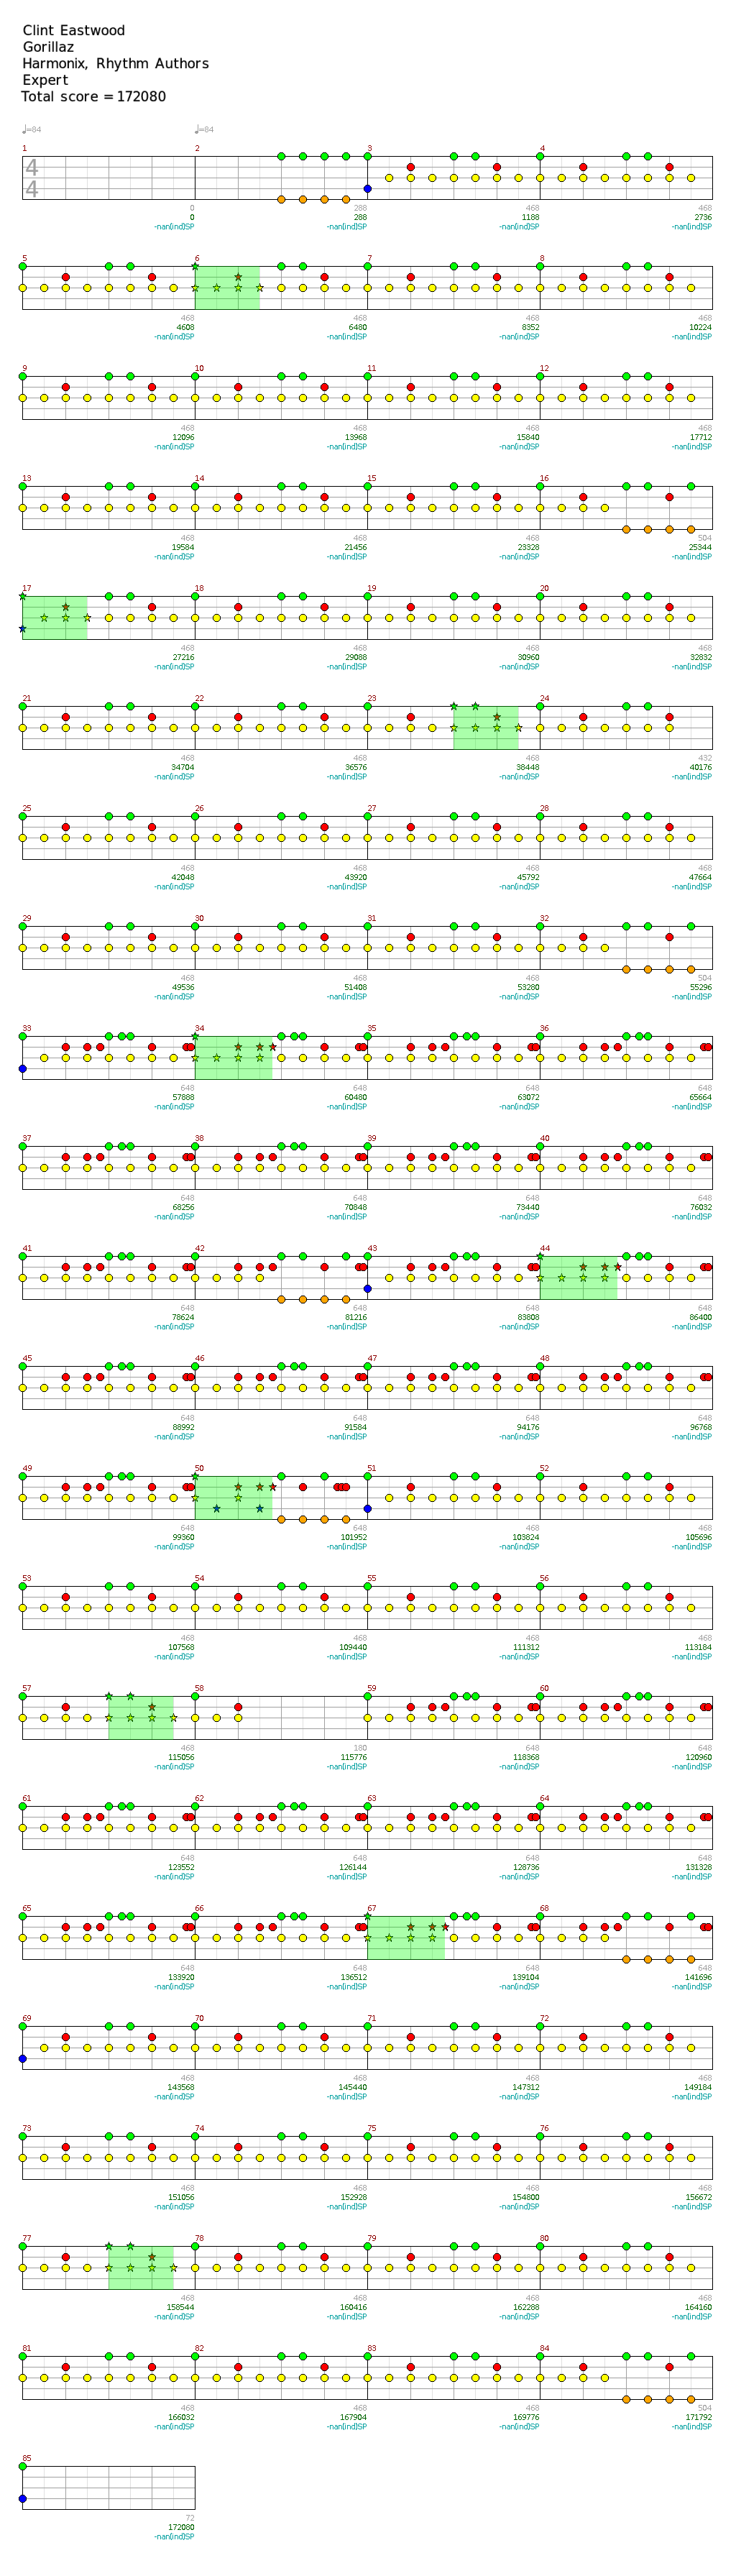 Clint Eastwood
Gorillaz
Harmonix, Rhythm Authors
Expert
Total score = 172080
♩=84 ♩=84
1 2 3 4
4
4
0 288 468 468
0 288 1188 2736
-nan(ind)SP -nan(ind)SP -nan(ind)SP -nan(ind)SP
5 6 7 8
468 468 468 468
4608 6480 8352 10224
-nan(ind)SP -nan(ind)SP -nan(ind)SP -nan(ind)SP
9 10 11 12
468 468 468 468
12096 13968 15840 17712
-nan(ind)SP -nan(ind)SP -nan(ind)SP -nan(ind)SP
13 14 15 16
468 468 468 504
19584 21456 23328 25344
-nan(ind)SP -nan(ind)SP -nan(ind)SP -nan(ind)SP
17 18 19 20
468 468 468 468
27216 29088 30960 32832
-nan(ind)SP -nan(ind)SP -nan(ind)SP -nan(ind)SP
21 22 23 24
468 468 468 432
34704 36576 38448 40176
-nan(ind)SP -nan(ind)SP -nan(ind)SP -nan(ind)SP
25 26 27 28
468 468 468 468
42048 43920 45792 47664
-nan(ind)SP -nan(ind)SP -nan(ind)SP -nan(ind)SP
29 30 31 32
468 468 468 504
49536 51408 53280 55296
-nan(ind)SP -nan(ind)SP -nan(ind)SP -nan(ind)SP
33 34 35 36
648 648 648 648
57888 60480 63072 65664
-nan(ind)SP -nan(ind)SP -nan(ind)SP -nan(ind)SP
37 38 39 40
648 648 648 648
68256 70848 73440 76032
-nan(ind)SP -nan(ind)SP -nan(ind)SP -nan(ind)SP
41 42 43 44
648 648 648 648
78624 81216 83808 86400
-nan(ind)SP -nan(ind)SP -nan(ind)SP -nan(ind)SP
45 46 47 48
648 648 648 648
88992 91584 94176 96768
-nan(ind)SP -nan(ind)SP -nan(ind)SP -nan(ind)SP
49 50 51 52
648 648 468 468
99360 101952 103824 105696
-nan(ind)SP -nan(ind)SP -nan(ind)SP -nan(ind)SP
53 54 55 56
468 468 468 468
107568 109440 111312 113184
-nan(ind)SP -nan(ind)SP -nan(ind)SP -nan(ind)SP
57 58 59 60
468 180 648 648
115056 115776 118368 120960
-nan(ind)SP -nan(ind)SP -nan(ind)SP -nan(ind)SP
61 62 63 64
648 648 648 648
123552 126144 128736 131328
-nan(ind)SP -nan(ind)SP -nan(ind)SP -nan(ind)SP
65 66 67 68
648 648 648 648
133920 136512 139104 141696
-nan(ind)SP -nan(ind)SP -nan(ind)SP -nan(ind)SP
69 70 71 72
468 468 468 468
143568 145440 147312 149184
-nan(ind)SP -nan(ind)SP -nan(ind)SP -nan(ind)SP
73 74 75 76
468 468 468 468
151056 152928 154800 156672
-nan(ind)SP -nan(ind)SP -nan(ind)SP -nan(ind)SP
77 78 79 80
468 468 468 468
158544 160416 162288 164160
-nan(ind)SP -nan(ind)SP -nan(ind)SP -nan(ind)SP
81 82 83 84
468 468 468 504
166032 167904 169776 171792
-nan(ind)SP -nan(ind)SP -nan(ind)SP -nan(ind)SP
85
72
172080
-nan(ind)SP